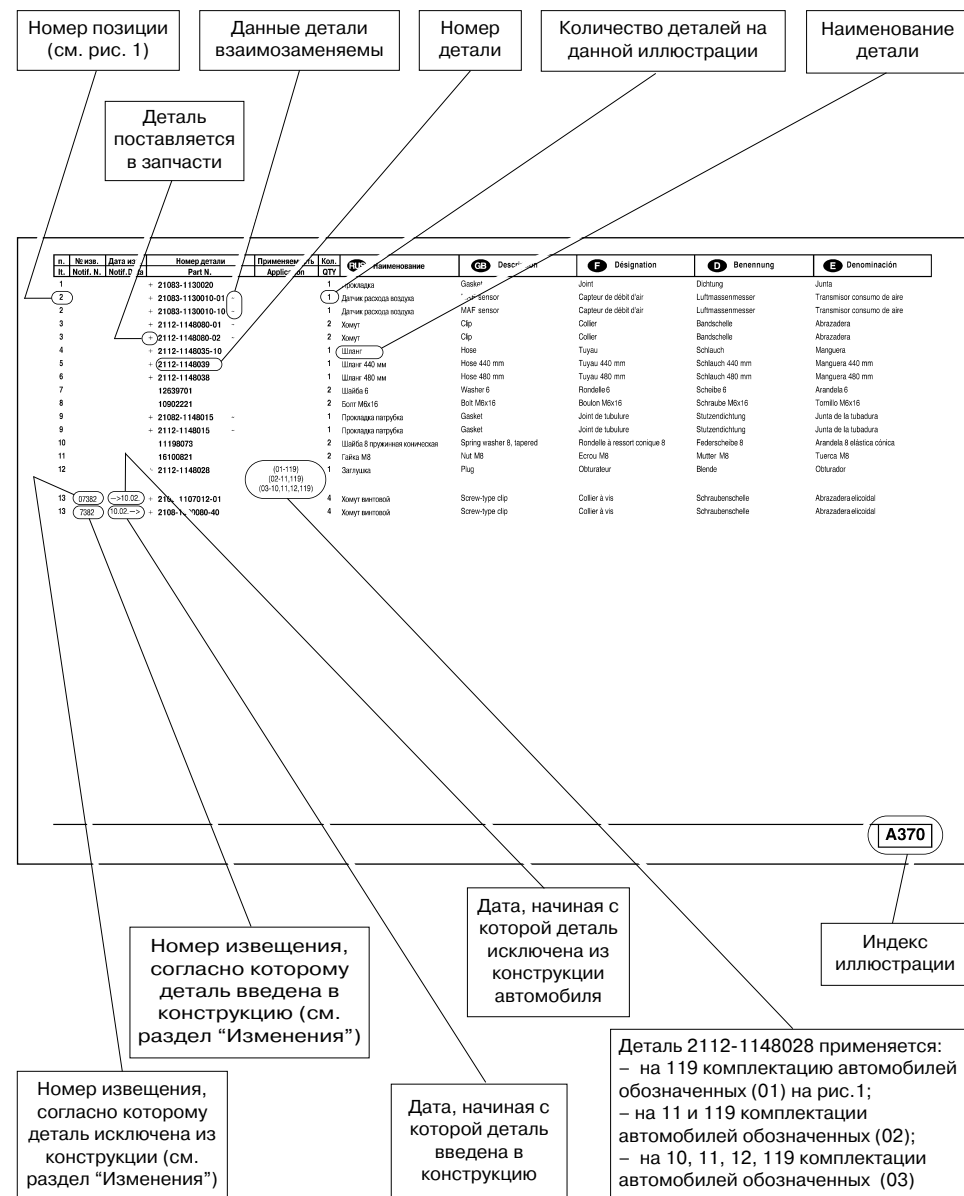 Номер позиции
(см. рис. 1)
Данные детали
взаимозаменяемы
Номер
детали
Количество деталей на
данной иллюстрации
Наименование
детали
Деталь
поставляется
в запчасти
п. № изв. Номер детали Кол. RUS Наименование GB F Désignation D Benennung E Denominación
It. Notif. N. Part N. QTY
1 + 21083-1130020 1 Прокладка Gasket Joint Dichtung Junta
2 + 21083-1130010-01 - 1 Датчик расхода воздуха sensor Capteur de débit d'air Luftmassenmesser Transmisor consumo de aire
2 + 21083-1130010-10 - 1 Датчик расхода воздуха MAF sensor Capteur de débit d'air Luftmassenmesser Transmisor consumo de aire
3 + 2112-1148080-01 - 2 Хомут Clip Collier Bandschelle Abrazadera
3 + 2112-1148080-02 - 2 Хомут Clip Collier Bandschelle Abrazadera
4 + 2112-1148035-10 1 Шланг Hose Tuyau Schlauch Manguera
5 + 2112-1148039 1 Шланг 440 мм Hose 440 mm Tuyau 440 mm Schlauch 440 mm Manguera 440 mm
6 + 2112-1148038 1 Шланг 480 мм Hose 480 mm Tuyau 480 mm Schlauch 480 mm Manguera 480 mm
7 12639701 2 Шайба 6 Washer 6 Rondelle 6 Scheibe 6 Arandela 6
8 10902221 2 Болт М6х16 Bolt M6x16 Boulon M6x16 Schraube M6x16 Tornillo M6x16
9 + 21082-1148015 - 1 Прокладка патрубка Gasket Joint de tubulure Stutzendichtung Junta de la tubadura
9 + 2112-1148015 - 1 Прокладка патрубка Gasket Joint de tubulure Stutzendichtung Junta de la tubadura
10 11198073 2 Шайба 8 пружинная коническая Spring washer 8, tapered Rondelle à ressort conique 8 Federscheibe 8 Arandela 8 elástica cónica
11 16100821 2 Гайка М8 Nut M8 Ecrou M8 Mutter M8 Tuerca M8
12 2112-1148028 (01-119) 1 Заглушка Plug Obturateur Blende Obturador
(02-11,119)
(03-10,11,12,119)
13 07382 -->10.02. + 4 Хомут винтовой Screw-type clip Collier à vis Schraubenschelle Abrazadera elicoidal
13 7382 10.02.--> + 4 Хомут винтовой Screw-type clip Collier à vis Schraubenschelle Abrazadera elicoidal
A370
Номер извещения,
согласно которому
деталь введена в
конструкцию (см.
раздел “Изменения”)
Дата, начиная с
которой деталь
исключена из
конструкции
автомобиля
Индекс
иллюстрации
Номер извещения,
согласно которому
деталь исключена из
конструкции (см.
раздел “Изменения”)
Дата, начиная с
которой деталь
введена в
конструкцию
Деталь 2112-1148028 применяется:
– на 119 комплектацию автомобилей
обозначенных (01) на рис.1;
– на 11 и 119 комплектации
автомобилей обозначенных (02);
– на 10, 11, 12, 119 комплектации
автомобилей обозначенных (03)